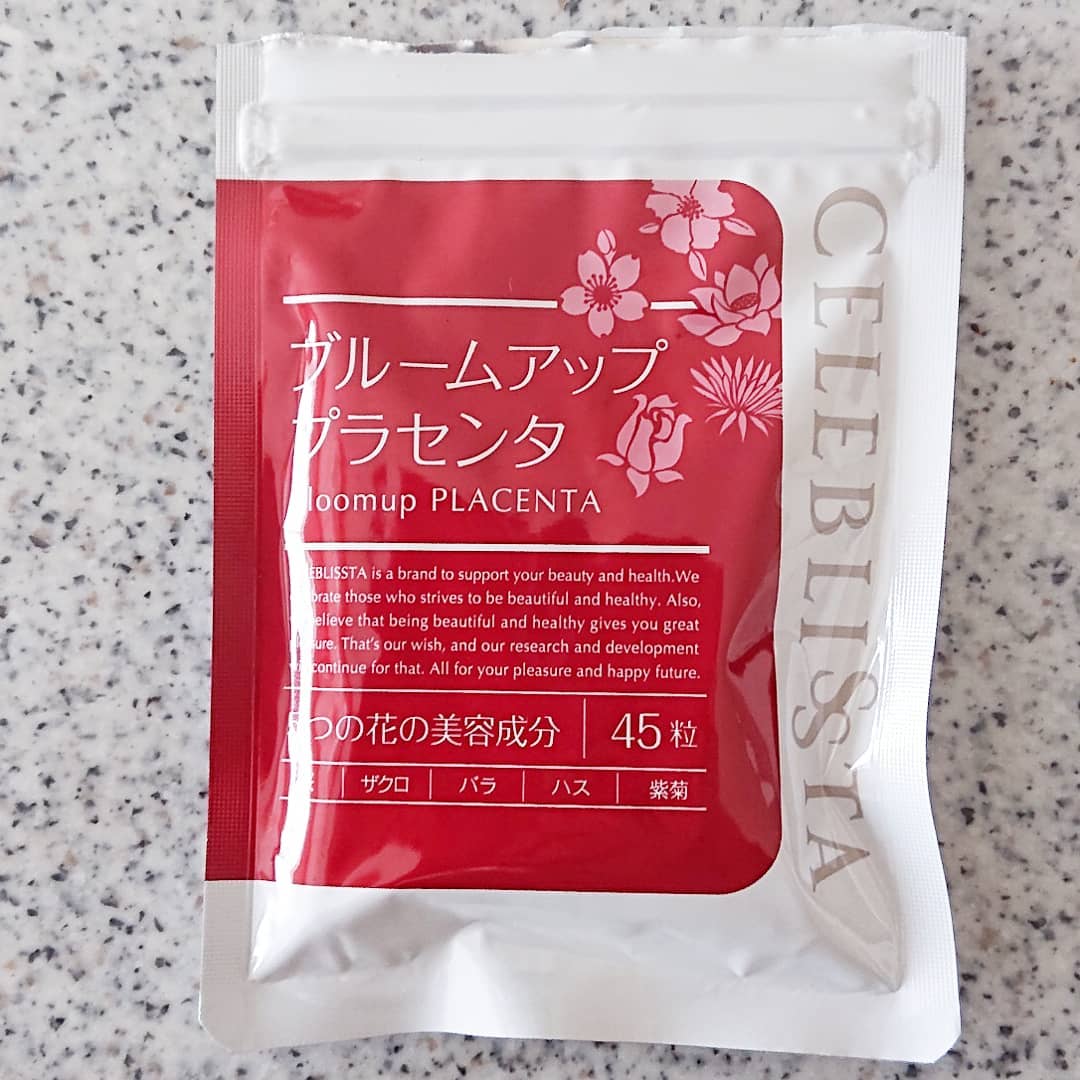 ブルームアップ
プラセンタ
loomup PLACENTA
CELEBLISSTA
EBLISSTA is a brand to support your beauty and health.We
brate those who strives to be beautiful and healthy. Also,
elieve that being beautiful and healthy gives you great
sure. That's our wish, and our research and development
continue for that. All for your pleasure and happy future.
つの花の美容成分
45粒
ザクロ
バラ
ハス
紫菊